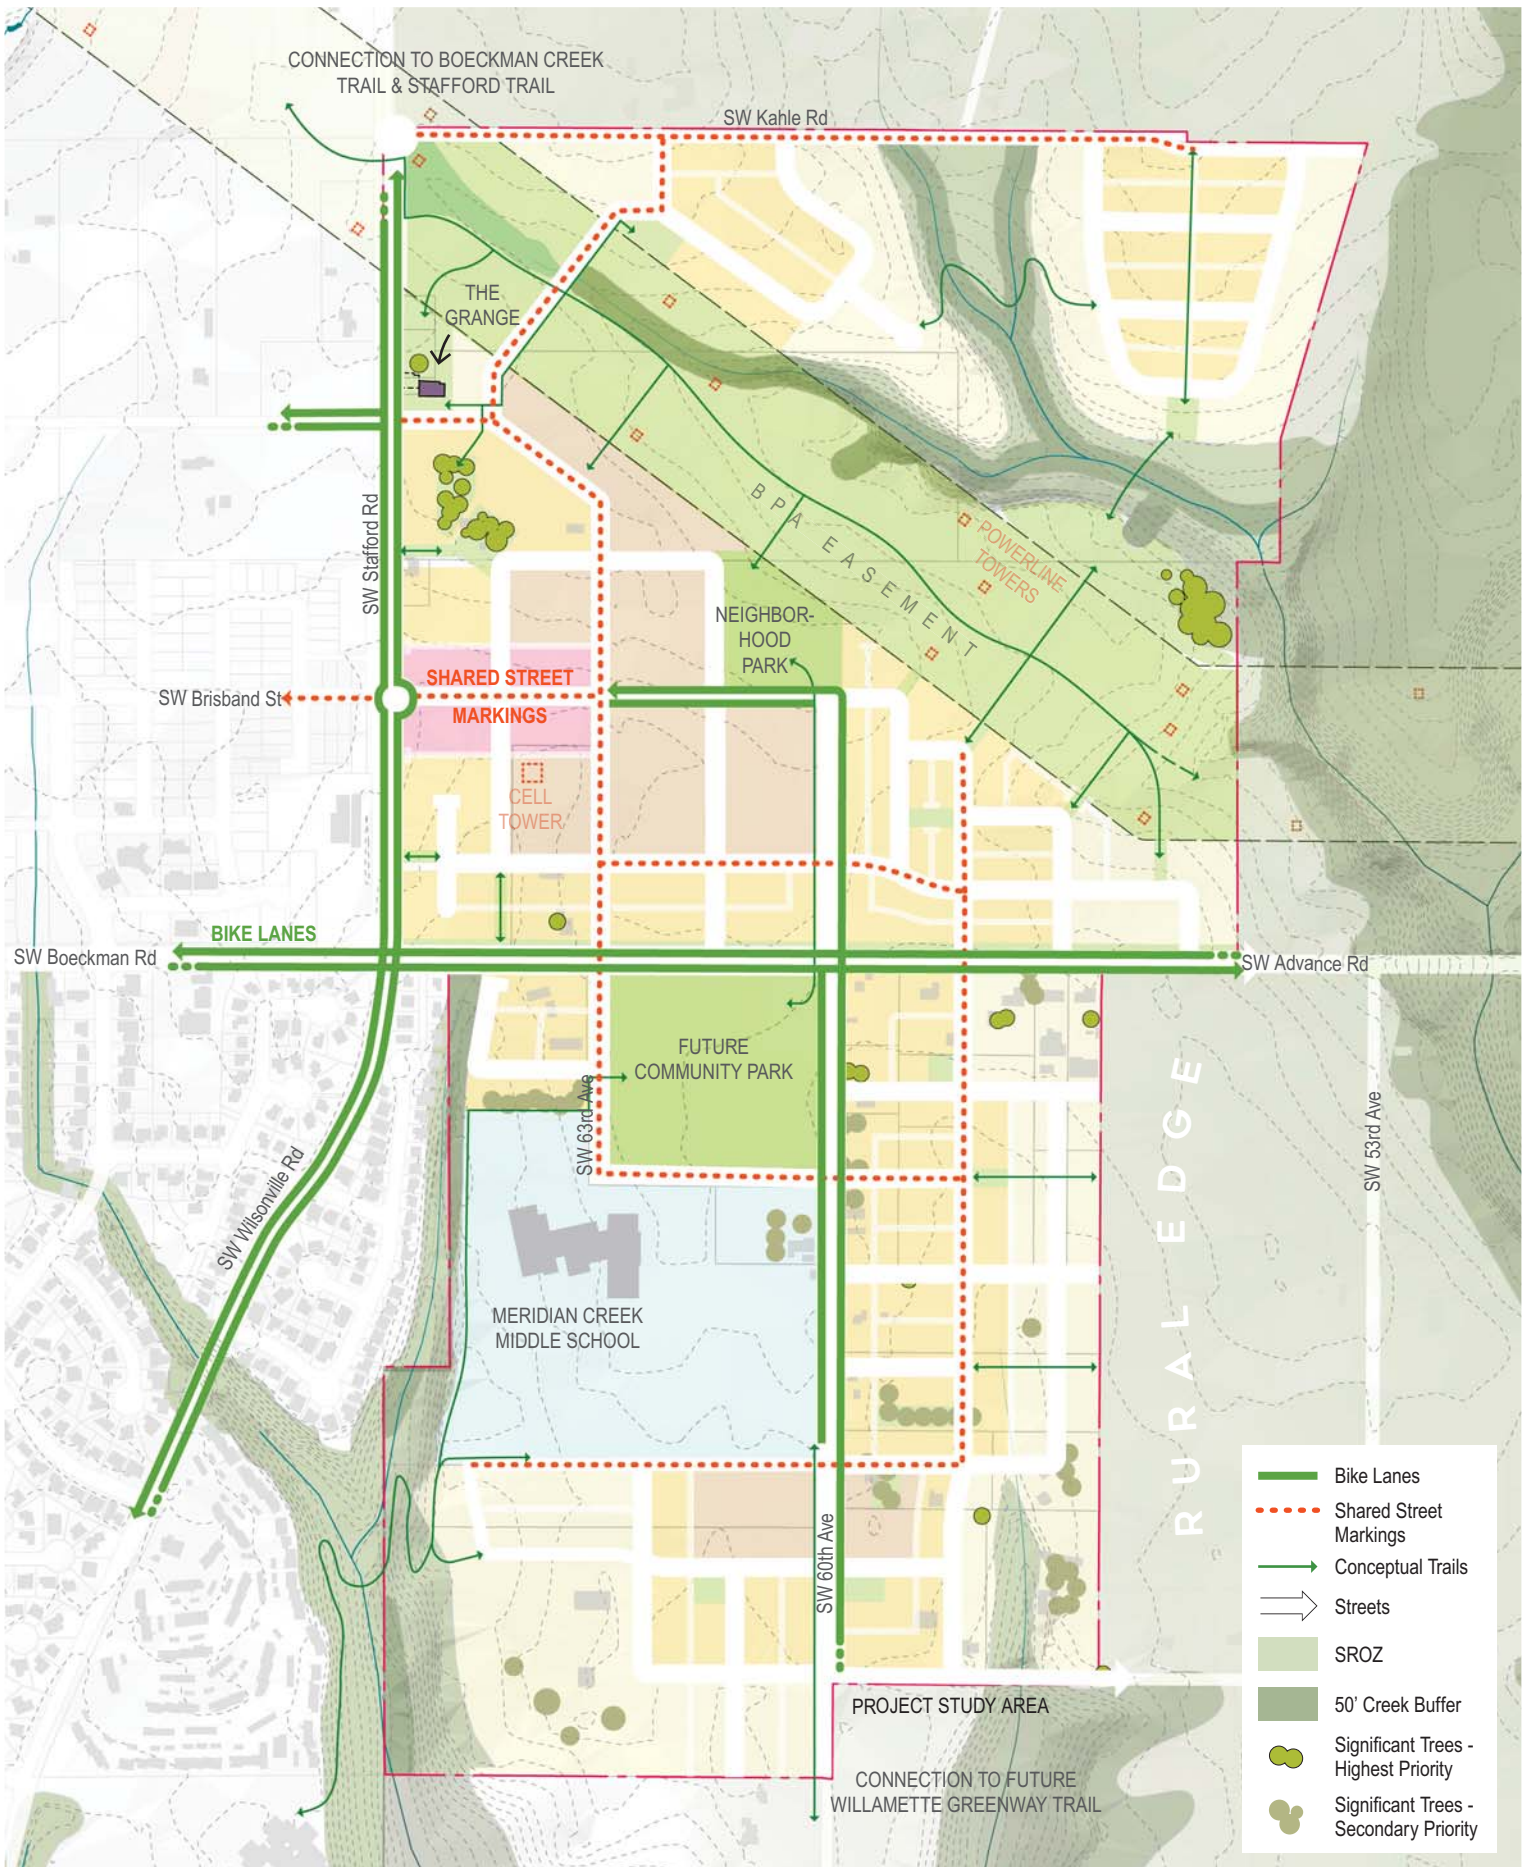 CONNECTION TO BOECKMAN CREEK
TRAIL & STAFFORD TRAIL
SW Kahle Rd
THE
GRANGE
SW Stafford Rd
BPA EASEMENT
POWERLINE
TOWERS
NEIGHBOR-
HOOD
PARK
SHARED STREET
MARKINGS
SW Brisband St
CELL
TOWER
BIKE LANES
SW Boeckman Rd
SW Advance Rd
FUTURE
COMMUNITY PARK
SW 63rd Ave
SW Wilsonville Rd
RURAL EDGE
SW 53rd Ave
MERIDIAN CREEK
MIDDLE SCHOOL
SW 60th Ave
PROJECT STUDY AREA
CONNECTION TO FUTURE
WILLAMETTE GREENWAY TRAIL
Bike Lanes
Shared Street
Markings
Conceptual Trails
Streets
SROZ
50' Creek Buffer
Significant Trees -
Highest Priority
Significant Trees -
Secondary Priority